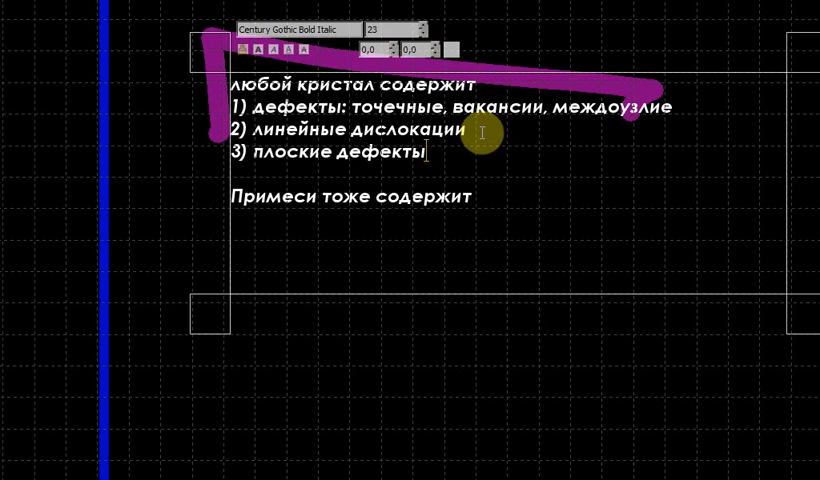 Century Gothic Bold Italic 23
A A A A 0,0 0,0
любой кристал содержит
1) дефекты: точечные, вакансии, междоузлие
2) линейные дислокации
3) плоские дефекты
Примеси тоже содержит